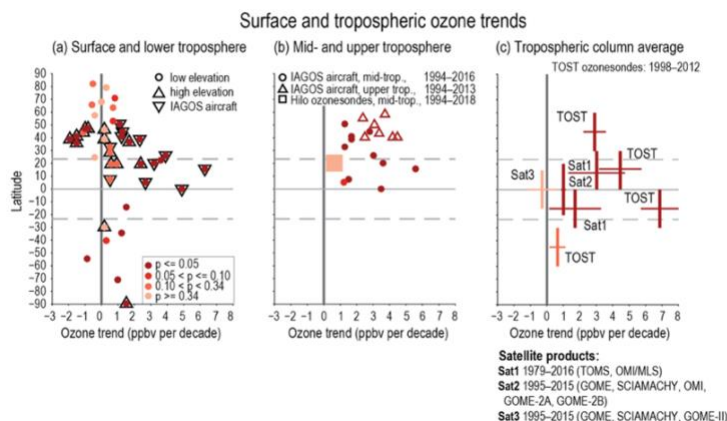 Surface and tropospheric ozone trends
(a) Surface and lower troposphere
low elevation
high elevation
IAGOS aircraft
90
80
70
60
50
40
30
20
10
0
−10
−20
−30
−40
−50
−60
−70
−80
−90
Latitude
p <= 0.05
0.05 < p <= 0.10
0.10 < p < 0.34
p >= 0.34
−3 −2 −1 0 1 2 3 4 5 6 7 8
Ozone trend (ppbv per decade)
(b) Mid- and upper troposphere
IAGOS aircraft, mid-trop., 1994−2016
IAGOS aircraft, upper trop., 1994−2013
Hilo ozonesondes, mid-trop., 1994−2018
−3 −2 −1 0 1 2 3 4 5 6 7 8
Ozone trend (ppbv per decade)
(c) Tropospheric column average
TOST ozonesondes: 1998–2012
TOST
TOST
Sat1
Sat3
Sat2
TOST
Sat1
TOST
−3 −2 −1 0 1 2 3 4 5 6 7 8
Ozone trend (ppbv per decade)
Satellite products:
Sat1 1979–2016 (TOMS, OMI/MLS)
Sat2 1995–2015 (GOME, SCIAMACHY, OMI,
GOME-2A, GOME-2B)
Sat3 1995–2015 (GOME, SCIAMACHY, GOME-II)